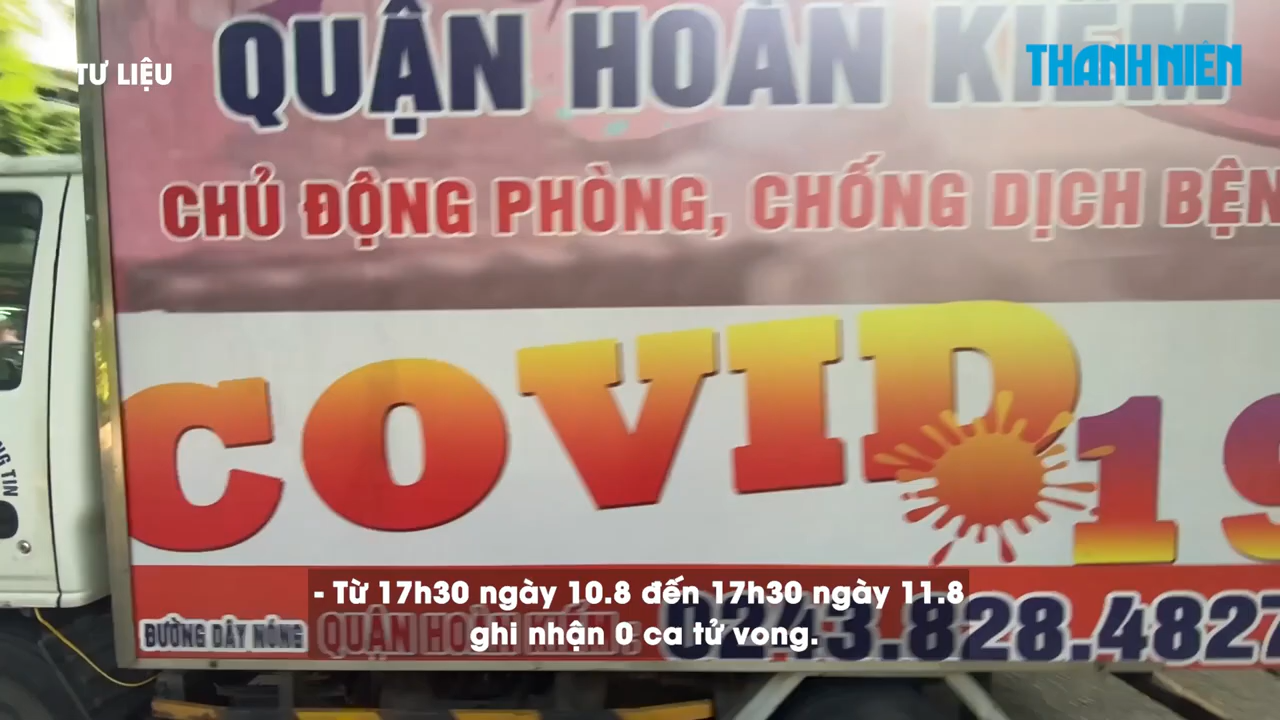 TƯ LIỆU
THANH NIÊN
QUẬN HOÀN KIẾM
CHỦ ĐỘNG PHÒNG, CHỐNG DỊCH BỆN
COVID 19
- Từ 17h30 ngày 10.8 đến 17h30 ngày 11.8
ghi nhận 0 ca tử vong.
ĐƯỜNG DÂY NÓNG QUẬN HOÀN KIẾM : 0243.828.4827